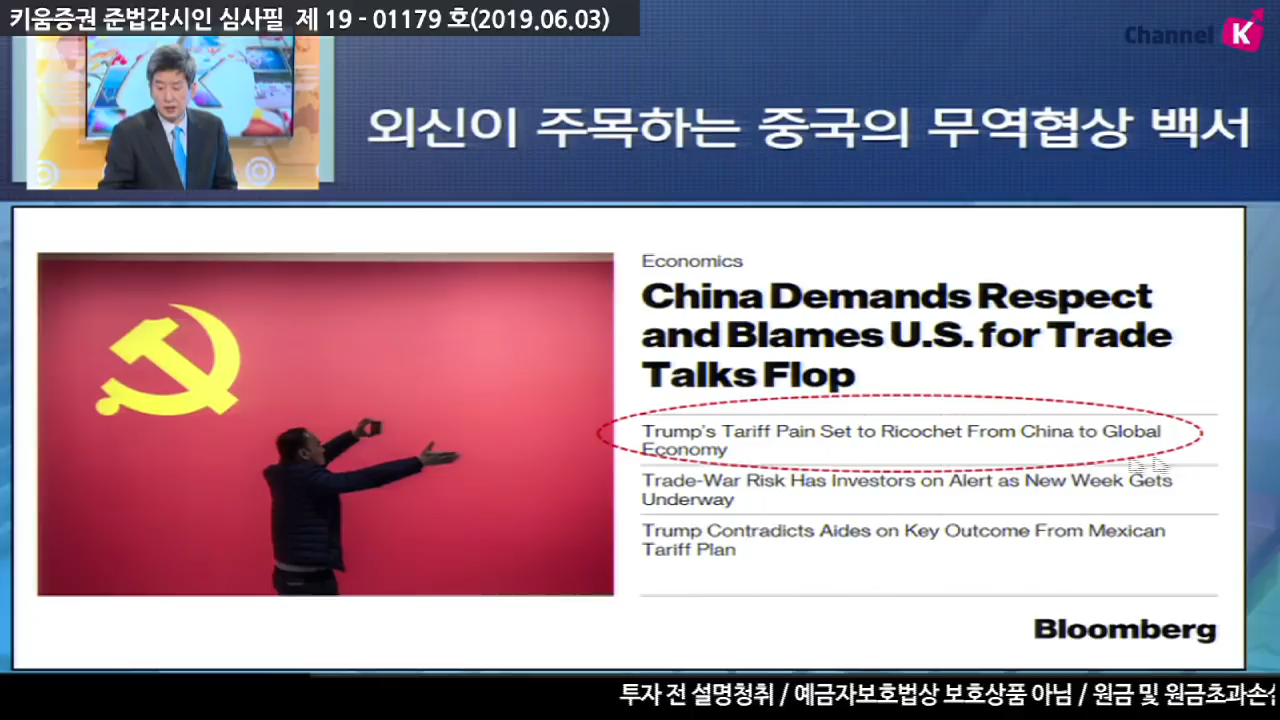 키움증권 준법감시인 심사필 제 19 - 01179 호(2019.06.03)
Channel K
외신이 주목하는 중국의 무역협상 백서
Economics
China Demands Respect
and Blames U.S. for Trade
Talks Flop
Trump's Tariff Pain Set to Ricochet From China to Global
Economy
Trade-War Risk Has Investors on Alert as New Week Gets
Underway
Trump Contradicts Aides on Key Outcome From Mexican
Tariff Plan
Bloomberg
투자 전 설명청취 / 예금자보호법상 보호상품 아님 / 원금 및 원금초과손